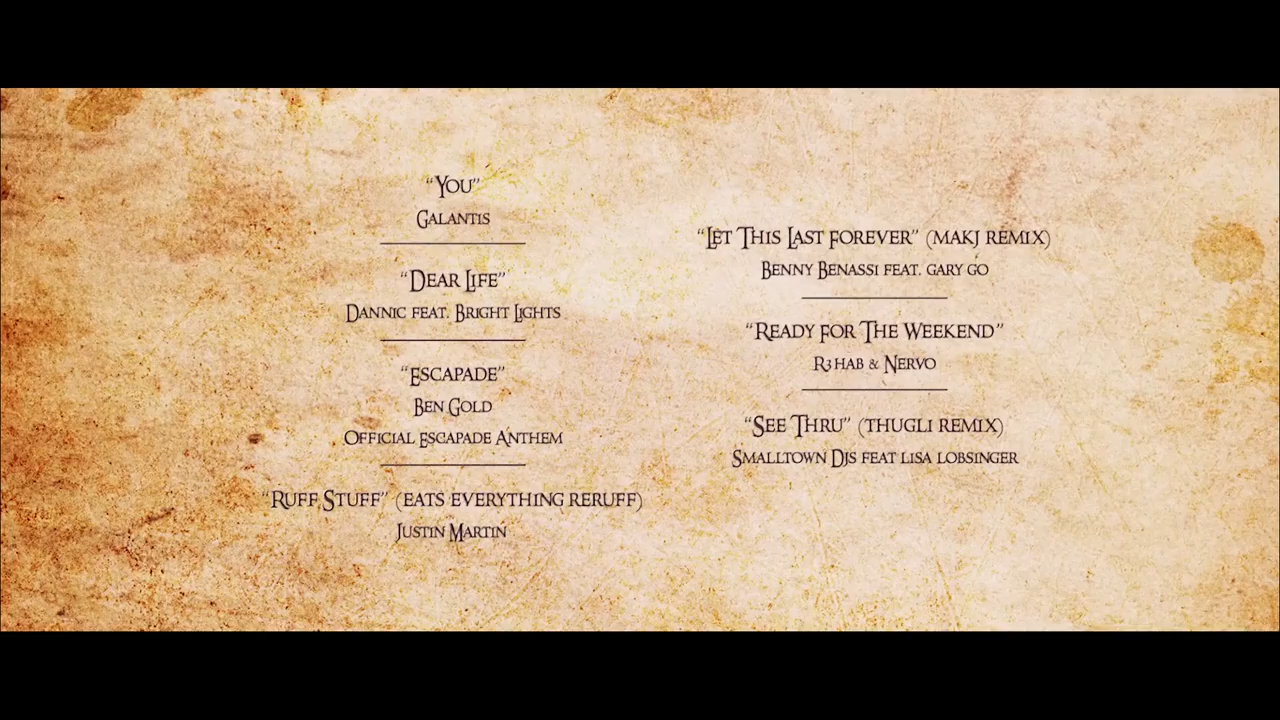 “You”
Galantis
“Dear Life”
Dannic feat. Bright Lights
“Escapade”
Ben Gold
Official Escapade Anthem
“Ruff Stuff” (eats everything reruff)
Justin Martin
“Let This Last Forever” (makj remix)
Benny Benassi feat. gary go
“Ready for The Weekend”
R3hab & Nervo
“See Thru” (thugli remix)
Smalltown Djs feat lisa lobsinger